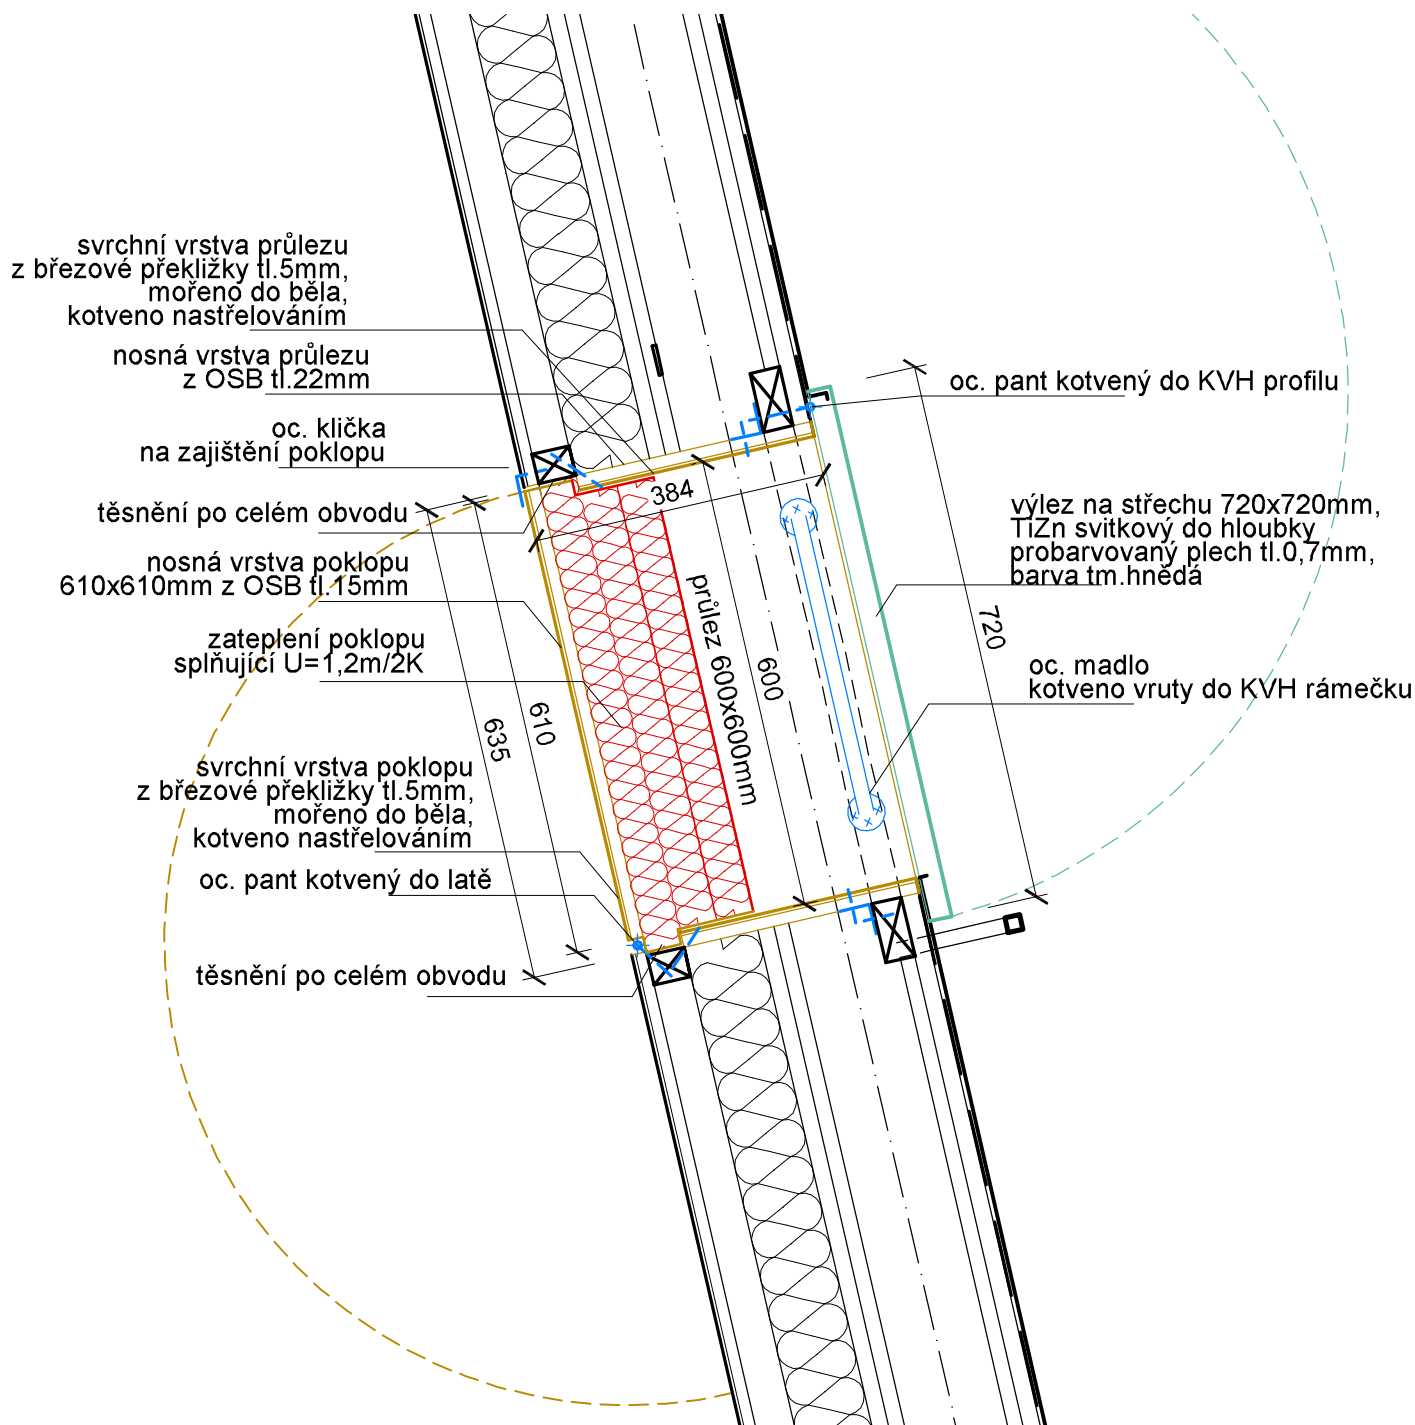 svrchní vrstva průlezu
z březové překližky tl.5mm,
mořeno do běla,
kotveno nastřelováním
nosná vrstva průlezu
z OSB tl.22mm
oc. klička
na zajištění poklopu
těsnění po celém obvodu
nosná vrstva poklopu
610x610mm z OSB tl.15mm
zateplení poklopu
splňující U=1,2m/2K
svrchní vrstva poklopu
z březové překližky tl.5mm,
mořeno do běla,
kotveno nastřelováním
oc. pant kotvený do latě
těsnění po celém obvodu
635
610
384
průlez 600x600mm
600
720
oc. pant kotvený do KVH profilu
výlez na střechu 720x720mm,
TiZn svitkový do hloubky
probarvovaný plech tl.0,7mm,
barva tm.hnědá
oc. madlo
kotveno vruty do KVH rámečku